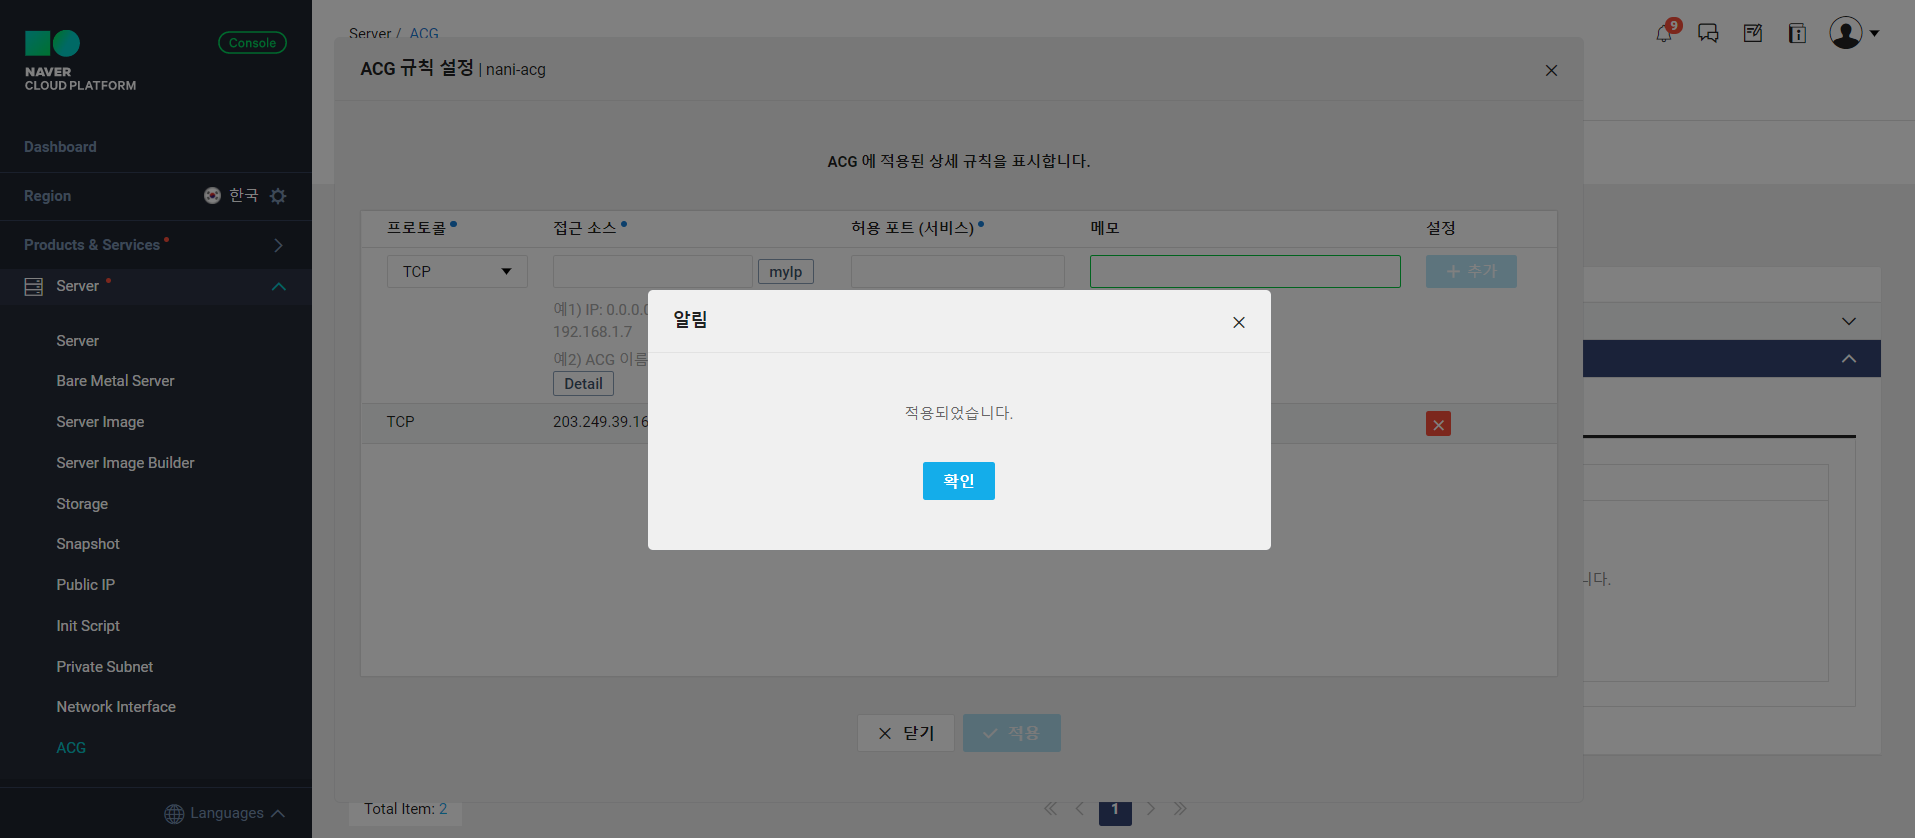 NAVER
CLOUD PLATFORM
Console
Dashboard
Region
한국
Products & Services
Server
Server
Bare Metal Server
Server Image
Server Image Builder
Storage
Snapshot
Public IP
Init Script
Private Subnet
Network Interface
ACG
Languages
Server / ACG
9
ACG 규칙 설정 | nani-acg
ACG 에 적용된 상세 규칙을 표시합니다.
프로토콜 접근 소스 허용 포트 (서비스) 메모 설정
TCP myIp + 추가
예1) IP: 0.0.0.0
192.168.1.7
예2) ACG 이름
Detail
TCP 203.249.39.16
알림
적용되었습니다.
확인
니다.
닫기 적용
Total Item: 2
1